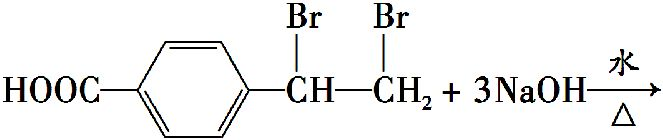 Br Br
HOOC CH—CH₂ + 3NaOH 水
△